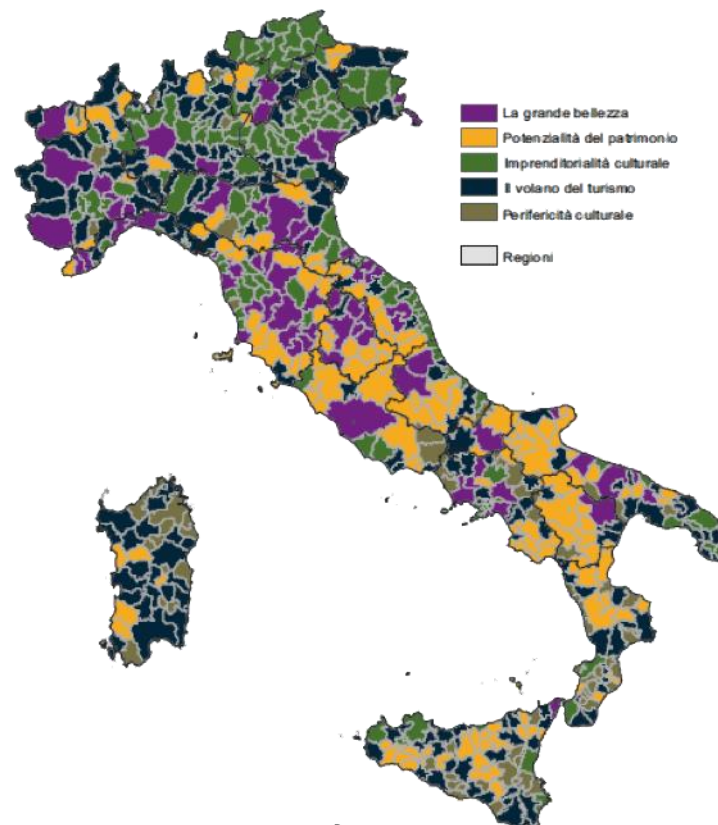 La grande bellezza
Potenzialità del patrimonio
Imprenditorialità culturale
Il volano del turismo
Perifericità culturale
Regioni